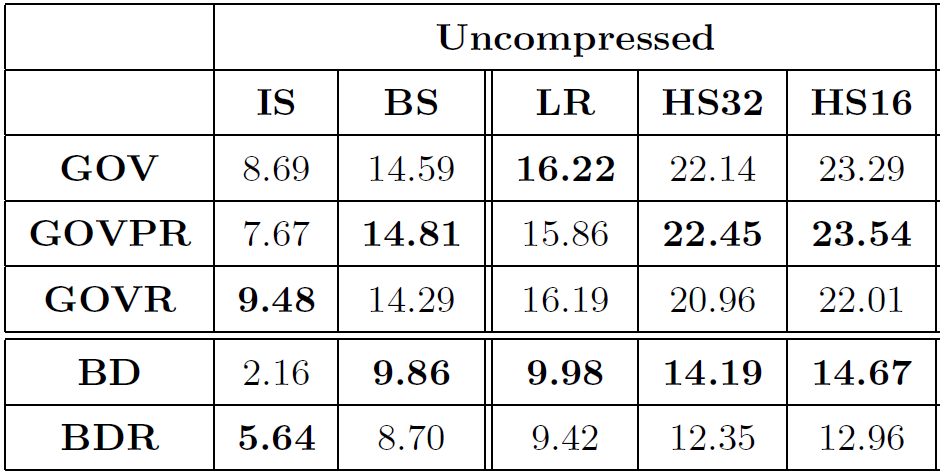 Uncompressed
IS BS LR HS32 HS16
GOV 8.69 14.59 16.22 22.14 23.29
GOVPR 7.67 14.81 15.86 22.45 23.54
GOVR 9.48 14.29 16.19 20.96 22.01
BD 2.16 9.86 9.98 14.19 14.67
BDR 5.64 8.70 9.42 12.35 12.96